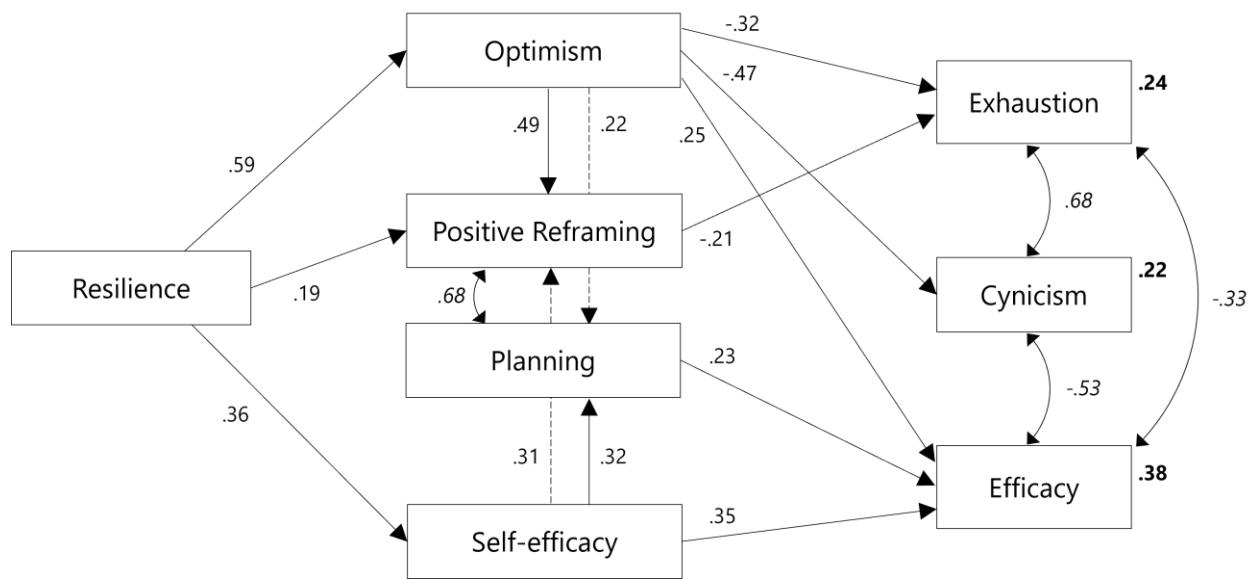 Optimism
-.32
-.47
.25
Exhaustion
.24
.49
.22
.59
Positive Reframing
-.21
.68
Resilience
.19
.68
Cynicism
.22
-.33
Planning
.23
-.53
.36
.31
.32
Efficacy
.38
Self-efficacy
.35